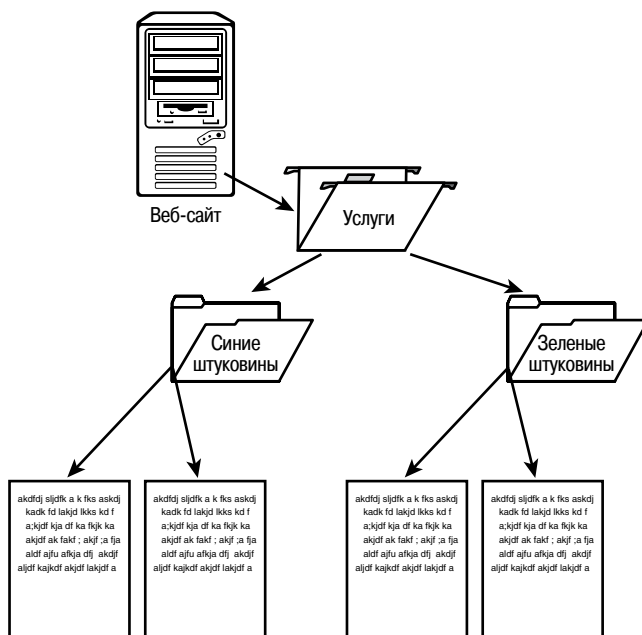 Веб-сайт
Услуги
Синие
штуковины
Зеленые
штуковины
akdfdj sljdfk a k fks askdj
kadk fd lakjd lkks kd f
a;kjdf kja df ka fkjk ka
akjdf ak fakf ; akjf ;a fja
aldf ajfu afkja dfj akdjf
aljdf kajkdf akjdf lakjdf a
akdfdj sljdfk a k fks askdj
kadk fd lakjd lkks kd f
a;kjdf kja df ka fkjk ka
akjdf ak fakf ; akjf ;a fja
aldf ajfu afkja dfj akdjf
aljdf kajkdf akjdf lakjdf a
akdfdj sljdfk a k fks askdj
kadk fd lakjd lkks kd f
a;kjdf kja df ka fkjk ka
akjdf ak fakf ; akjf ;a fja
aldf ajfu afkja dfj akdjf
aljdf kajkdf akjdf lakjdf a
akdfdj sljdfk a k fks askdj
kadk fd lakjd lkks kd f
a;kjdf kja df ka fkjk ka
akjdf ak fakf ; akjf ;a fja
aldf ajfu afkja dfj akdjf
aljdf kajkdf akjdf lakjdf a